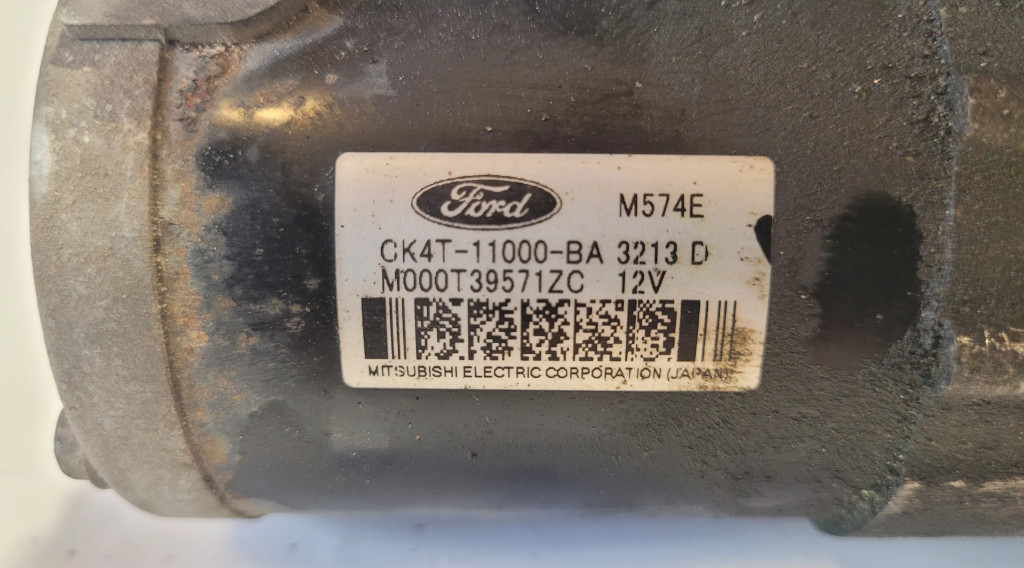 Ford M574E
CK4T-11000-BA 3213 D
M000T39571ZC 12V
MITSUBISHI ELECTRIC CORPORATION (JAPAN)